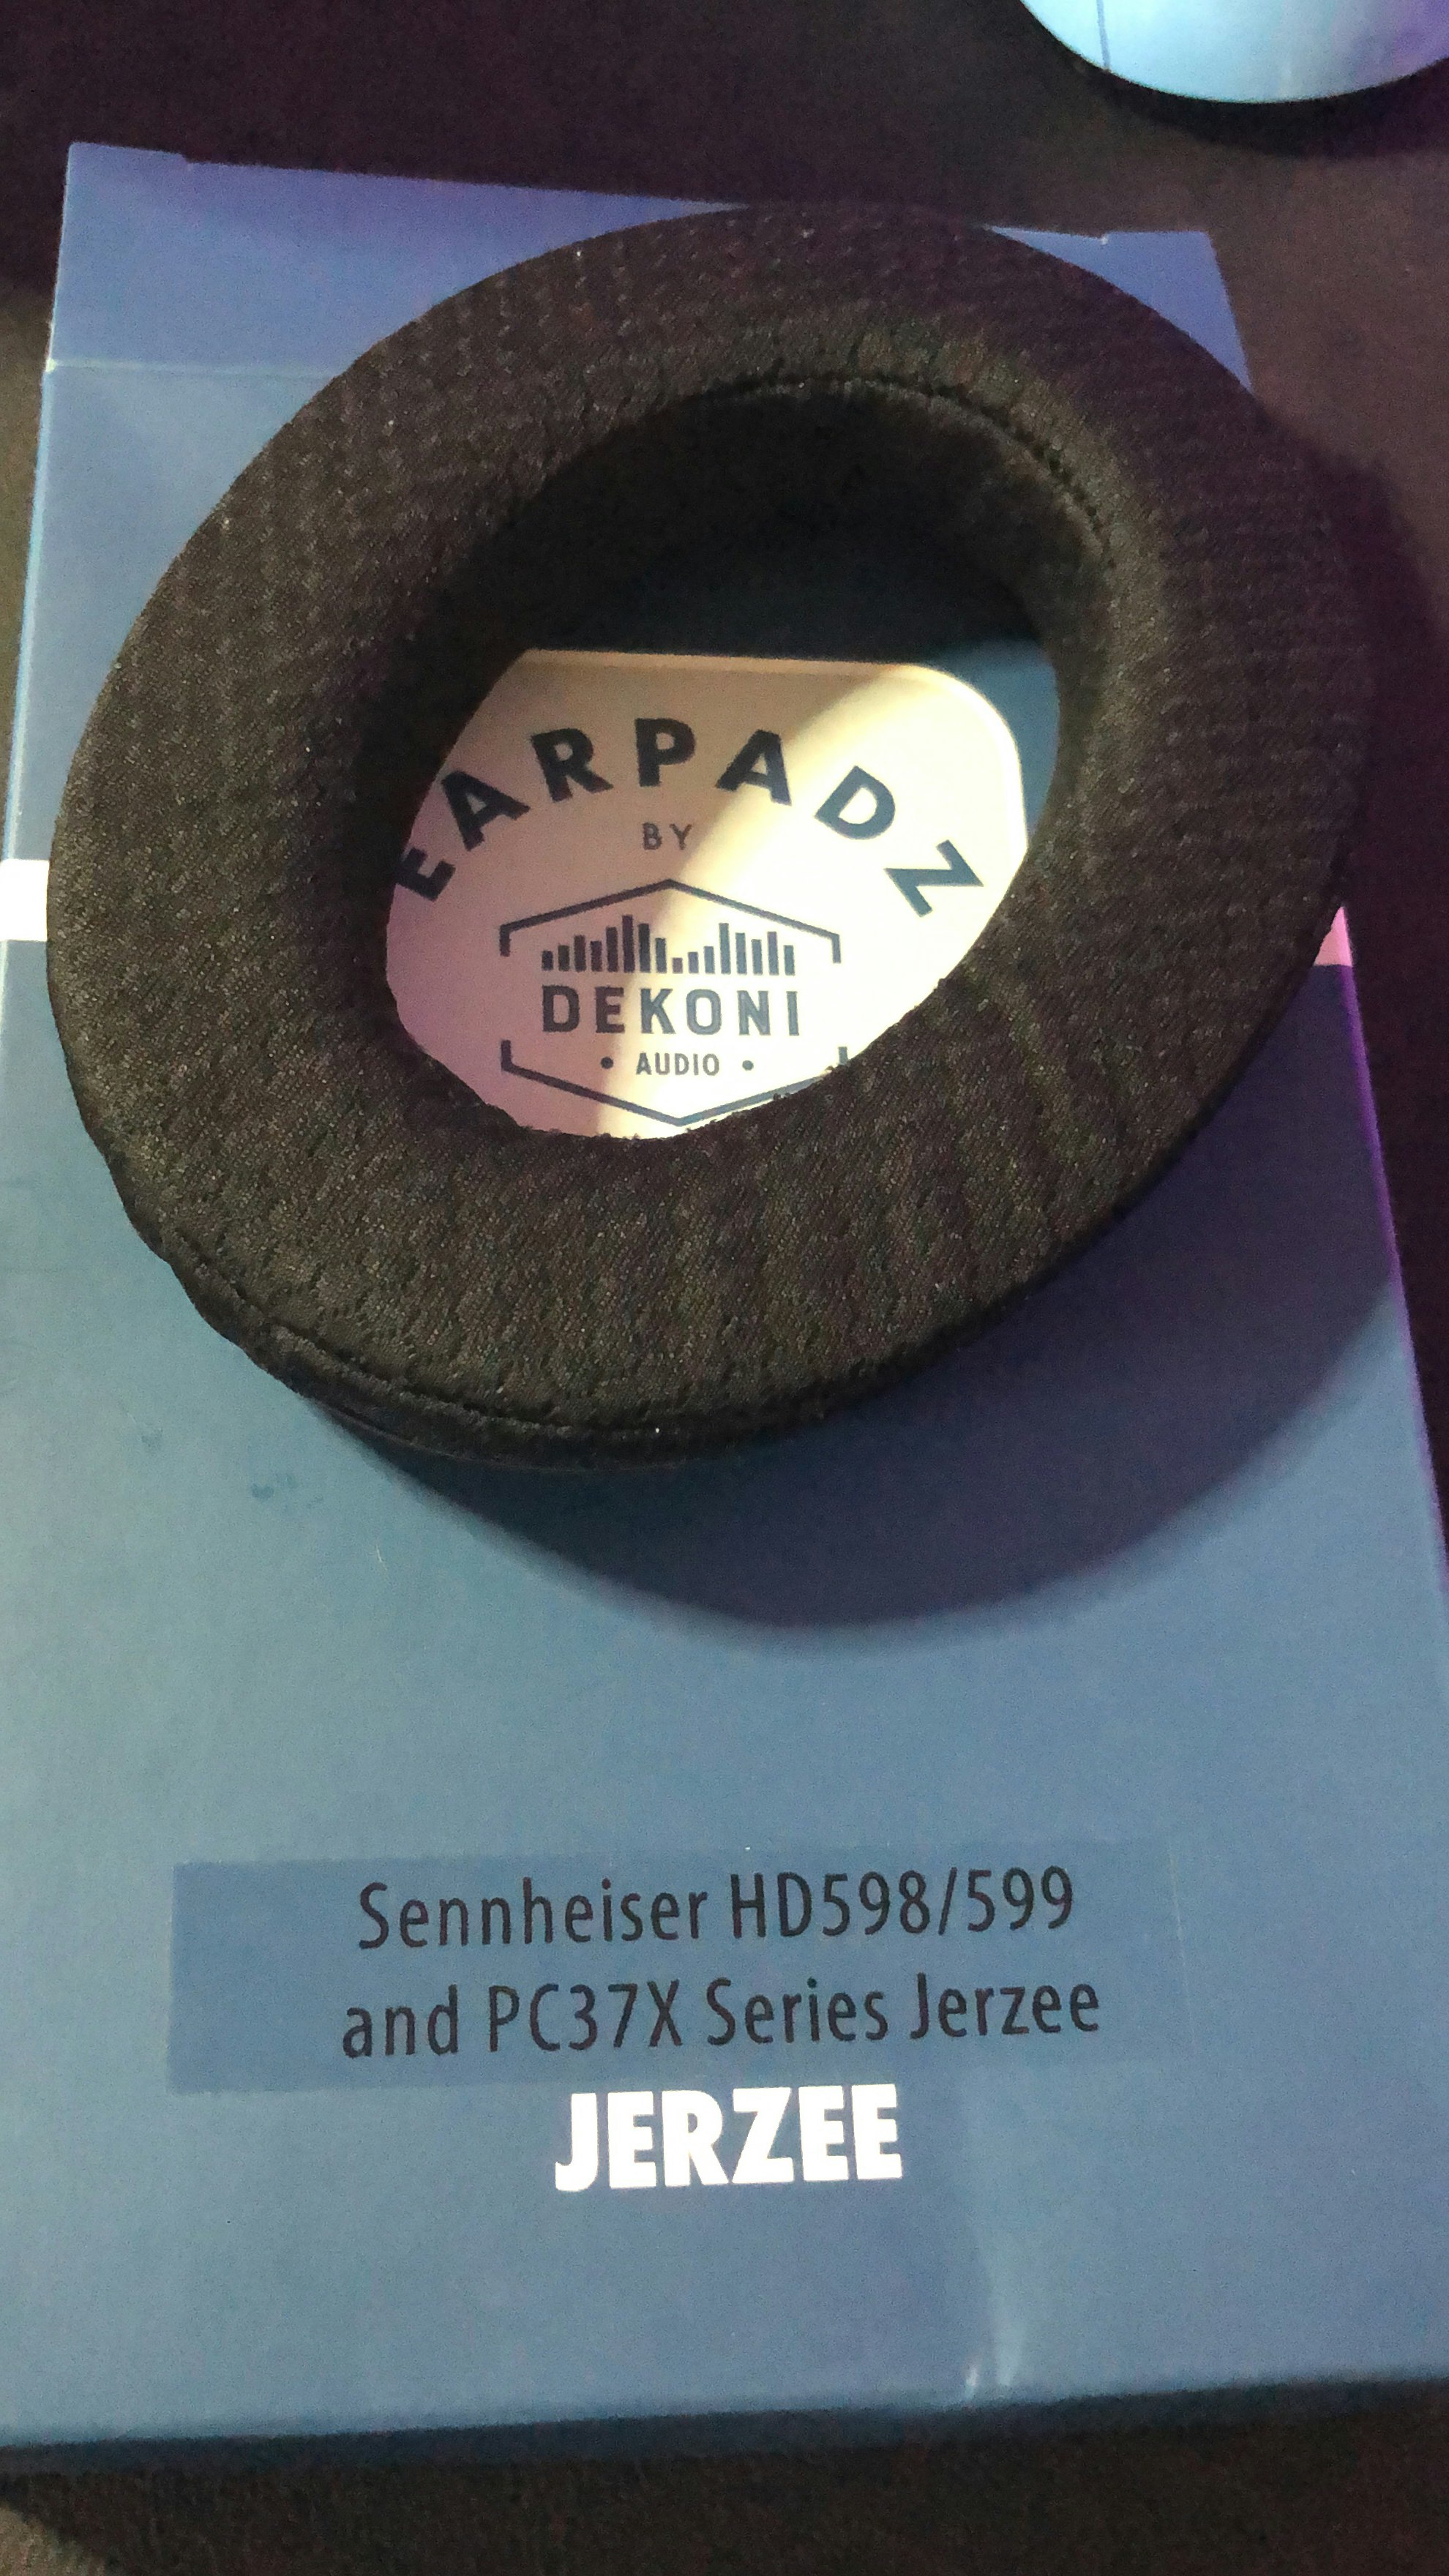 EARPADZ
BY
DEKONI
• AUDIO •
Sennheiser HD598/599
and PC37X Series Jerzee
JERZEE